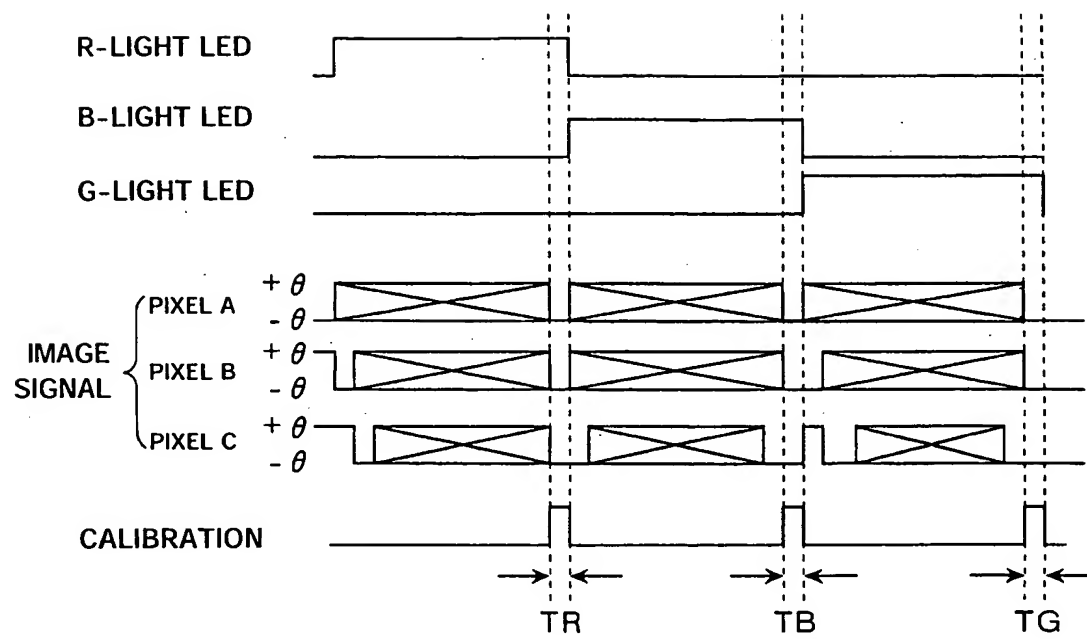 R-LIGHT LED
B-LIGHT LED
G-LIGHT LED
IMAGE SIGNAL
PIXEL A
+θ
-θ
PIXEL B
+θ
-θ
PIXEL C
+θ
-θ
CALIBRATION
TR TB TG